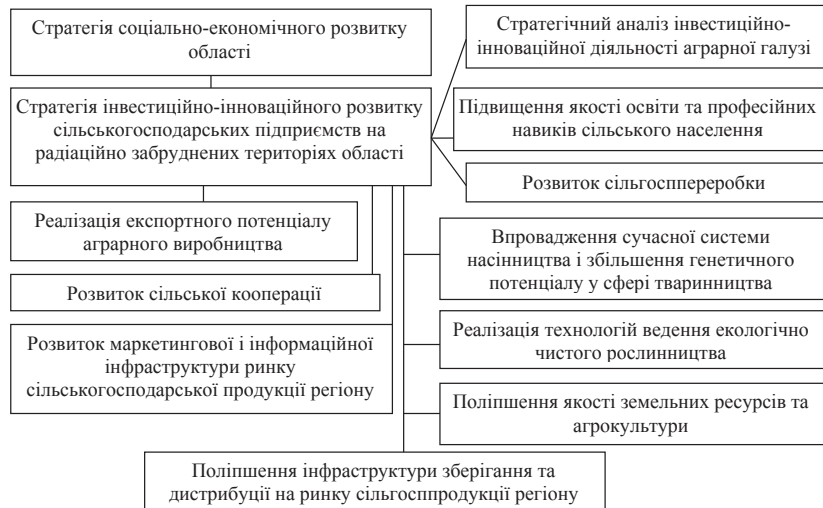 Стратегія соціально-економічного розвитку
області
Стратегія інвестиційно-інноваційного розвитку
сільськогосподарських підприємств на
радіаційно забруднених територіях області
Реалізація експортного потенціалу
аграрного виробництва
Розвиток сільської кооперації
Розвиток маркетингової і інформаційної
інфраструктури ринку
сільськогосподарської продукції регіону
Стратегічний аналіз інвестиційно-
інноваційної діяльності аграрної галузі
Підвищення якості освіти та професійних
навиків сільського населення
Розвиток сільгосппереробки
Впровадження сучасної системи
насінництва і збільшення генетичного
потенціалу у сфері тваринництва
Реалізація технологій ведення екологічно
чистого рослинництва
Поліпшення якості земельних ресурсів та
агрокультури
Поліпшення інфраструктури зберігання та
дистрибуції на ринку сільгосппродукції регіону